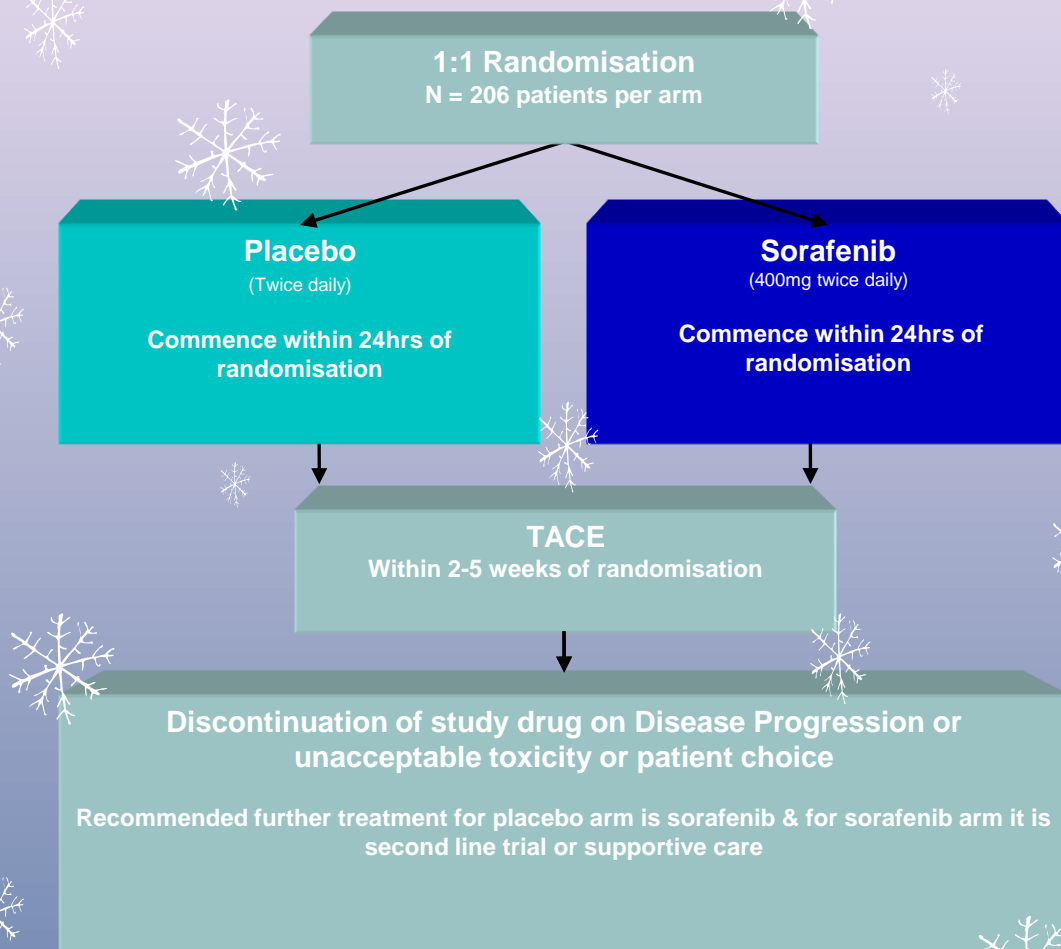 1:1 Randomisation
N = 206 patients per arm
Placebo
(Twice daily)
Commence within 24hrs of
randomisation
Sorafenib
(400mg twice daily)
Commence within 24hrs of
randomisation
TACE
Within 2-5 weeks of randomisation
Discontinuation of study drug on Disease Progression or
unacceptable toxicity or patient choice
Recommended further treatment for placebo arm is sorafenib & for sorafenib arm it is
second line trial or supportive care